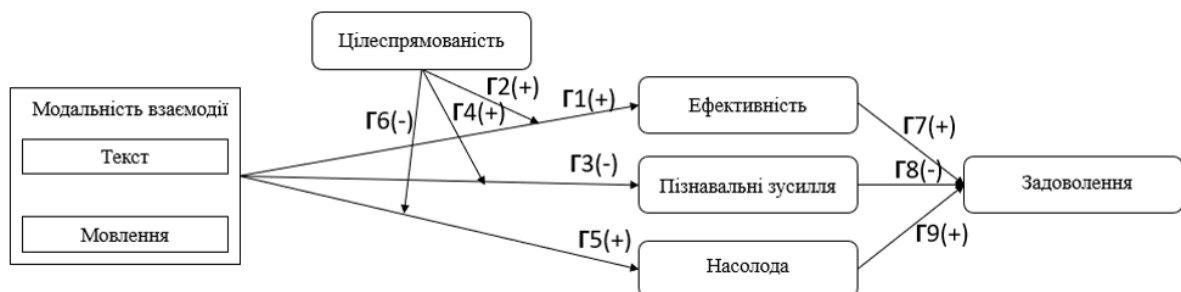 Цілеспрямованість
Модальність взаємодії
Текст
Мовлення
Г2(+)
Г1(+)
Г4(+)
Г6(-)
Г3(-)
Г5(+)
Ефективність
Пізнавальні зусилля
Насолода
Г7(+)
Г8(-)
Г9(+)
Задоволення